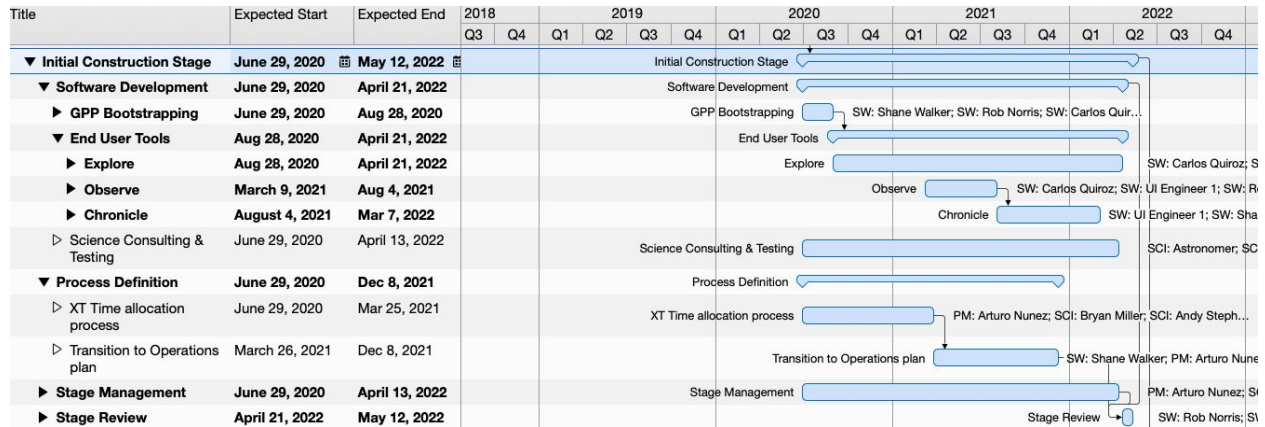 Title Expected Start Expected End 2018 2019 2020 2021 2022
Q3 Q4 Q1 Q2 Q3 Q4 Q1 Q2 Q3 Q4 Q1 Q2 Q3 Q4 Q1 Q2 Q3 Q4
Initial Construction Stage June 29, 2020 May 12, 2022 Initial Construction Stage
Software Development June 29, 2020 April 21, 2022 Software Development
GPP Bootstrapping June 29, 2020 Aug 28, 2020 GPP Bootstrapping SW: Shane Walker; SW: Rob Norris; SW: Carlos Quir...
End User Tools Aug 28, 2020 April 21, 2022 End User Tools
Explore Aug 28, 2020 April 21, 2022 Explore SW: Carlos Quiroz; S
Observe March 9, 2021 Aug 4, 2021 Observe SW: Carlos Quiroz; SW: UI Engineer 1; SW: R
Chronicle August 4, 2021 Mar 7, 2022 Chronicle SW: UI Engineer 1; SW: Sha
Science Consulting & June 29, 2020 April 13, 2022 Science Consulting & Testing SCI: Astronomer; SC
Testing
Process Definition June 29, 2020 Dec 8, 2021 Process Definition
XT Time allocation June 29, 2020 Mar 25, 2021 XT Time allocation process PM: Arturo Nunez; SCI: Bryan Miller; SCI: Andy Steph...
process
Transition to Operations March 26, 2021 Dec 8, 2021 Transition to Operations plan SW: Shane Walker; PM: Arturo Nune
plan
Stage Management June 29, 2020 April 13, 2022 Stage Management PM: Arturo Nunez; S
Stage Review April 21, 2022 May 12, 2022 Stage Review SW: Rob Norris; S